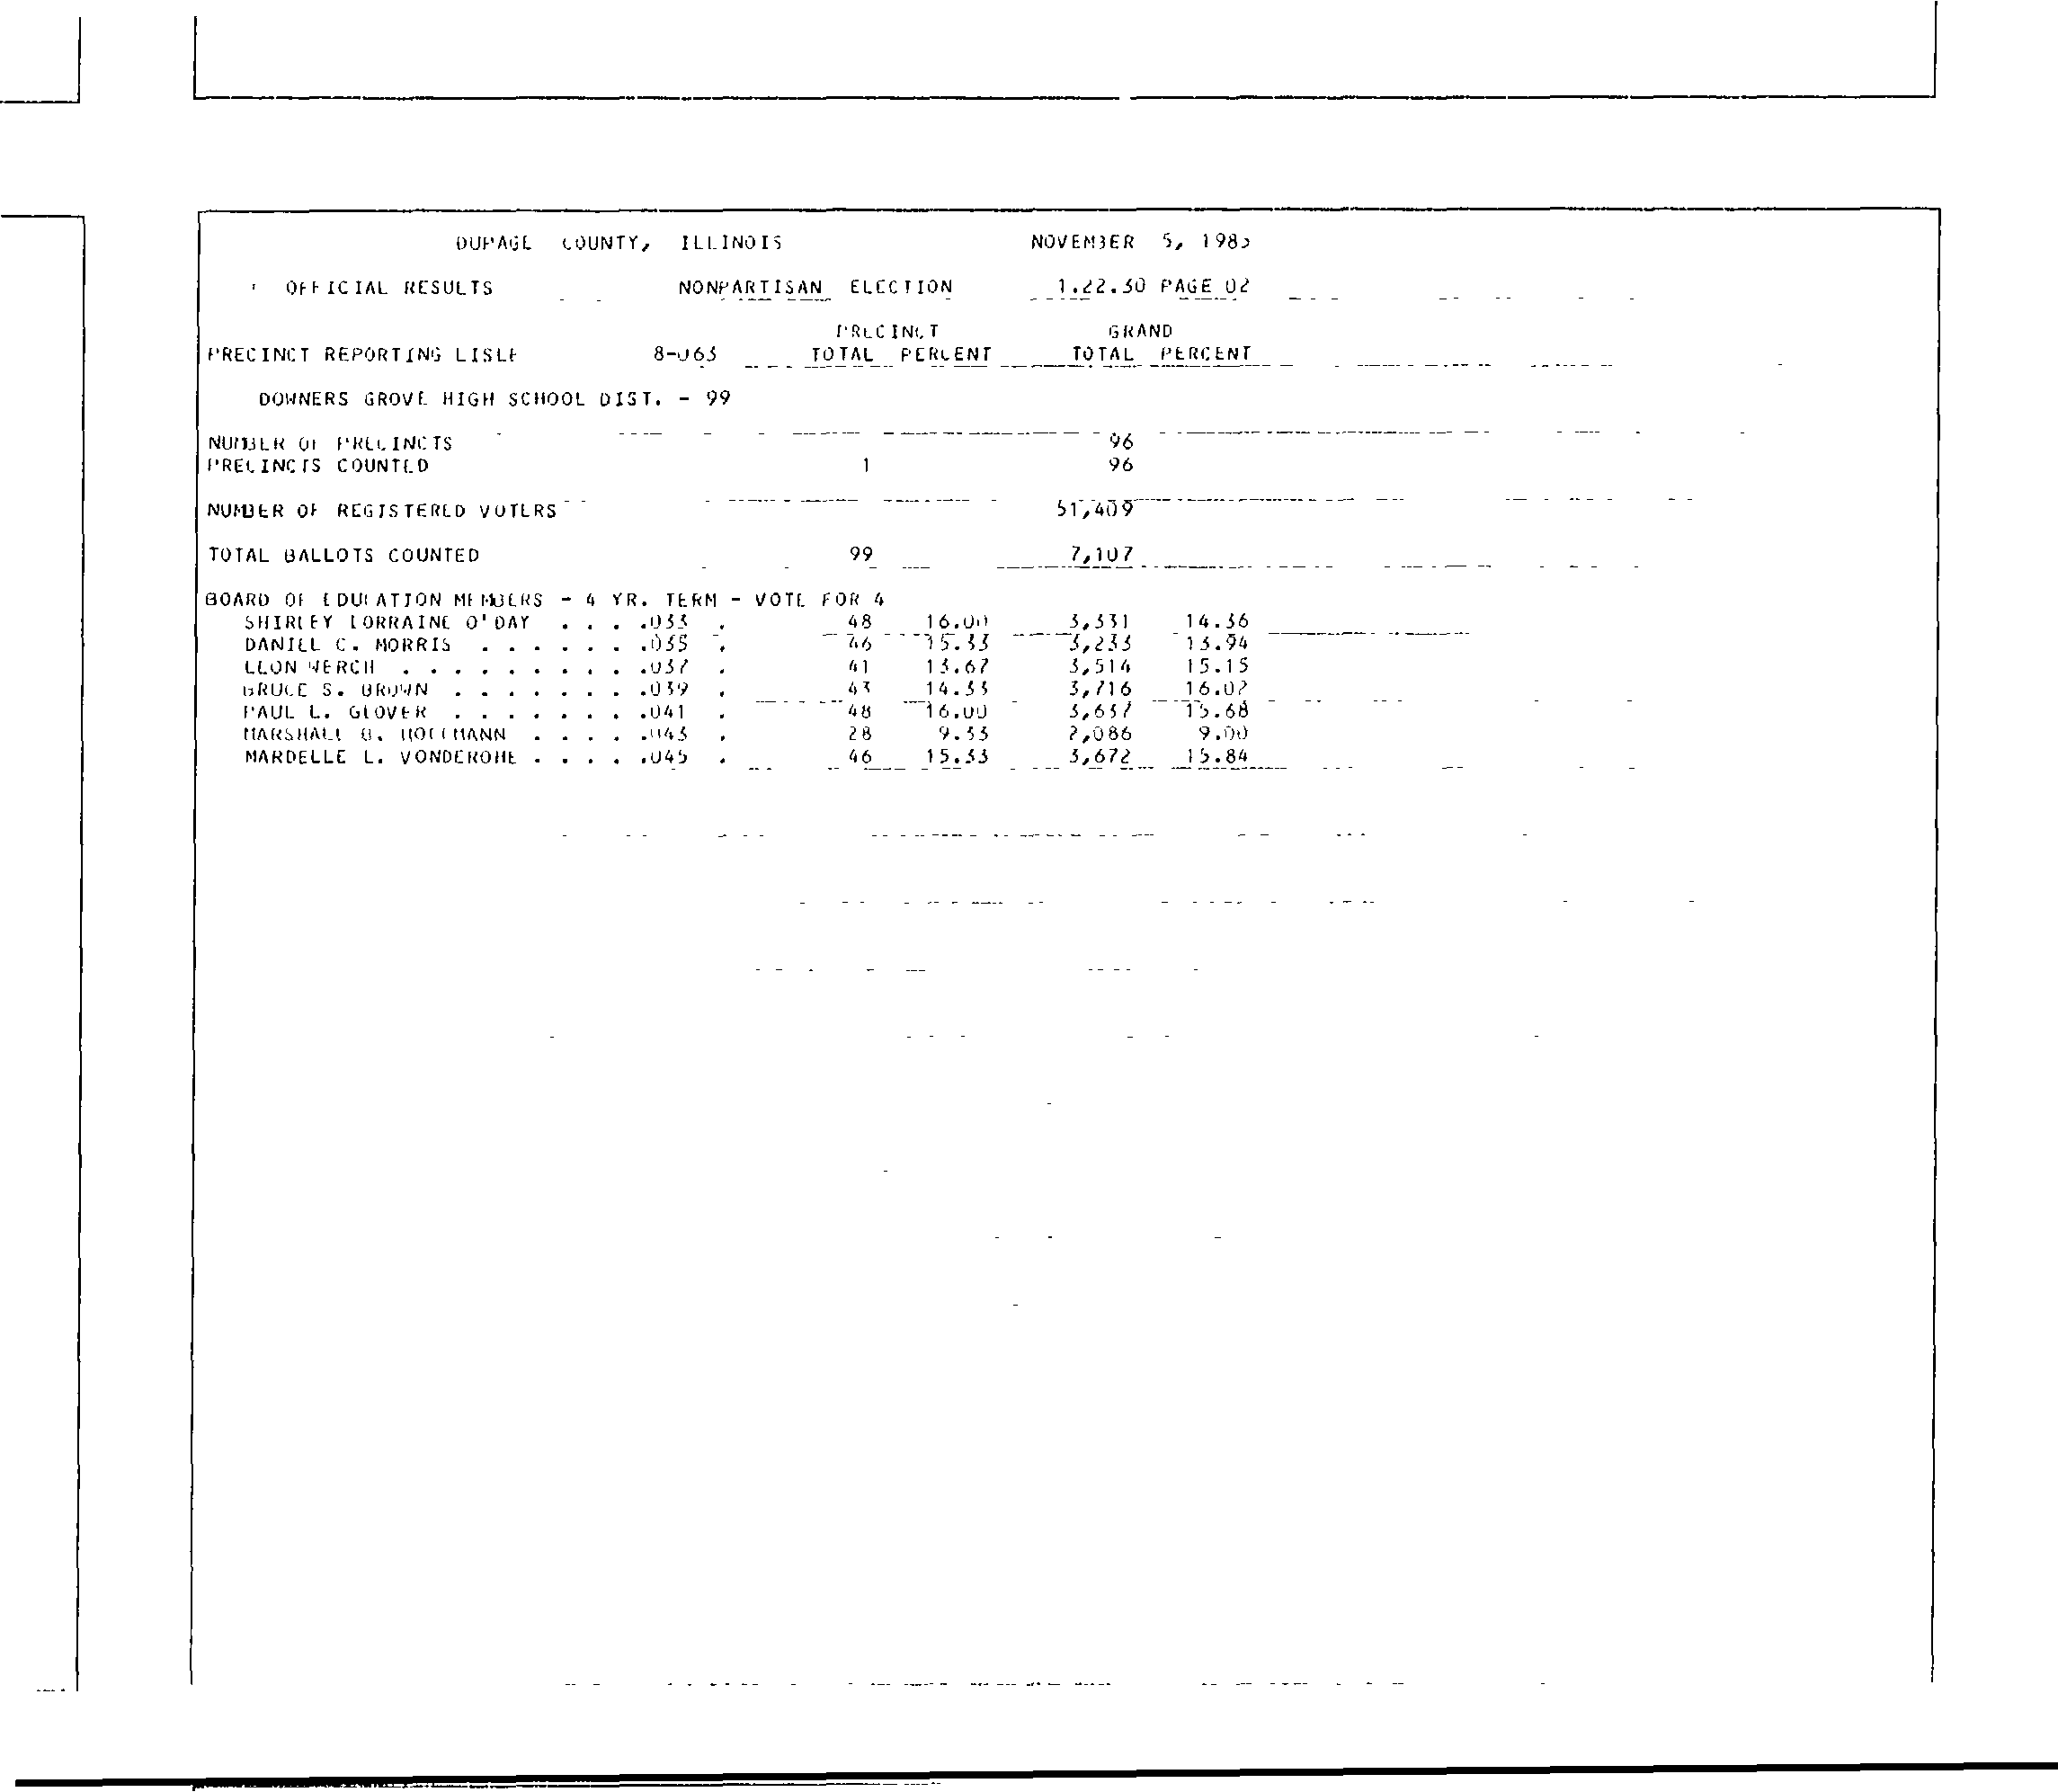 DUPAGE COUNTY, ILLINOIS NOVEMBER 5, 1985
OFFICIAL RESULTS NONPARTISAN ELECTION 1.22.30 PAGE 02
PRECINCT GRAND
PRECINCT REPORTING LISLE 8-063 TOTAL PERCENT TOTAL PERCENT
DOWNERS GROVE HIGH SCHOOL DIST. - 99
NUMBER OF PRECINCTS 96
PRECINCTS COUNTED 1 96
NUMBER OF REGISTERED VOTERS 51,409
TOTAL BALLOTS COUNTED 99 7,107
BOARD OF EDUCATION MEMBERS - 4 YR. TERM - VOTE FOR 4
SHIRLEY LORRAINE O'DAY . . . .033 . 48 16.00 3,331 14.36
DANIEL C. MORRIS . . . . . . .035 . 46 15.33 3,233 13.94
LEON WERCH . . . . . . . . . .037 . 41 13.67 3,514 15.15
BRUCE S. BROWN . . . . . . . .039 . 43 14.33 3,716 16.02
PAUL L. GLOVER . . . . . . . .041 . 48 16.00 3,637 15.68
MARSHALL B. HOFFMANN . . . . .043 . 28 9.33 2,086 9.00
MARDELLE L. VONDEROHE . . . . .045 . 46 15.33 3,672 15.84